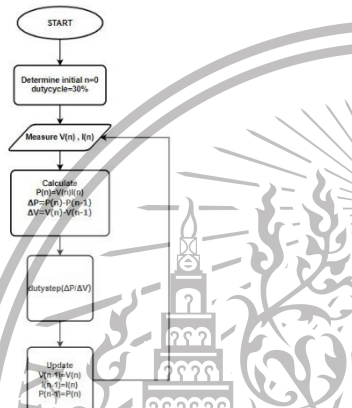 START
Determine initial n=0
dutycycle=30%
Measure V(n) , I(n)
Calculate
P(n)=V(n)I(n)
ΔP=P(n)-P(n-1)
ΔV=V(n)-V(n-1)
dutystep(ΔP/ΔV)
Update
V(n-1)=V(n)
I(n-1)=I(n)
P(n-1)=P(n)